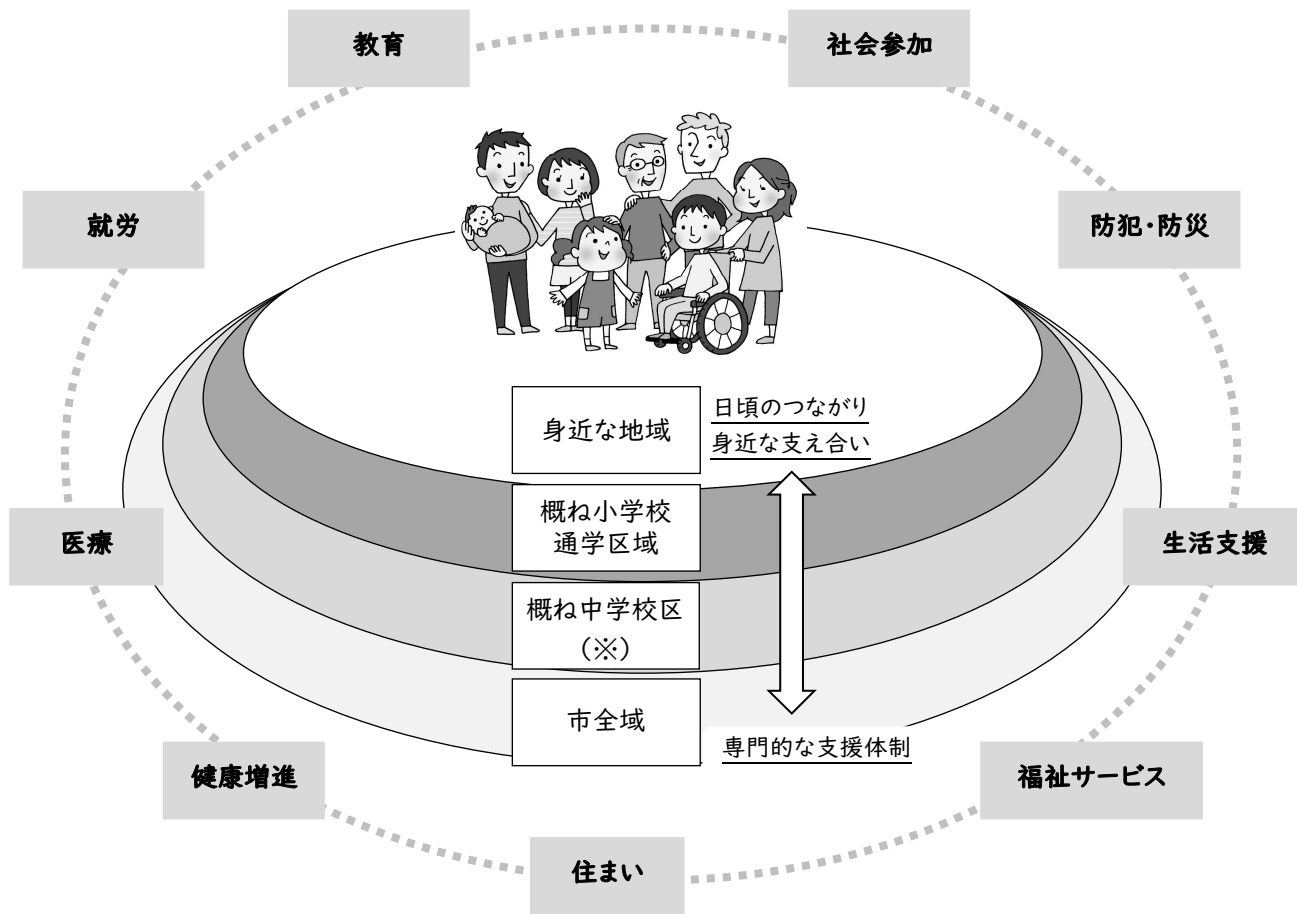 教育
社会参加
就労
防犯・防災
身近な地域
日頃のつながり
身近な支え合い
概ね小学校
通学区域
医療
生活支援
概ね中学校区
（※）
市全域
専門的な支援体制
健康増進
福祉サービス
住まい